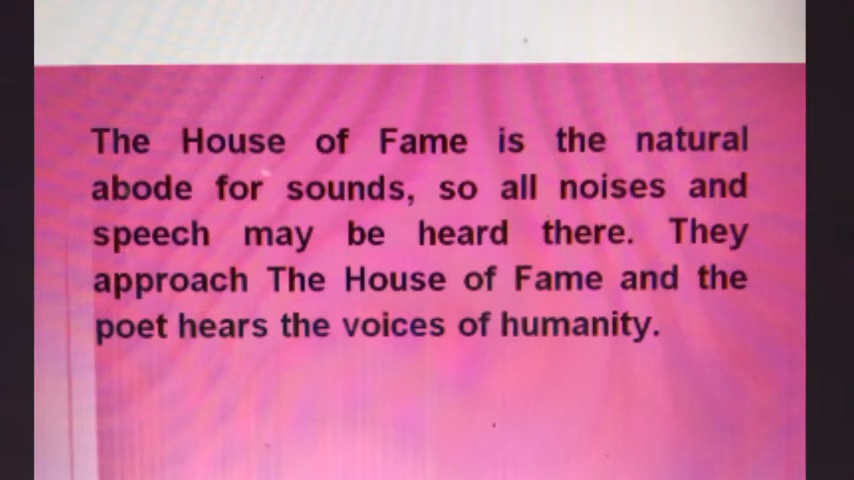 The House of Fame is the natural
abode for sounds, so all noises and
speech may be heard there. They
approach The House of Fame and the
poet hears the voices of humanity.